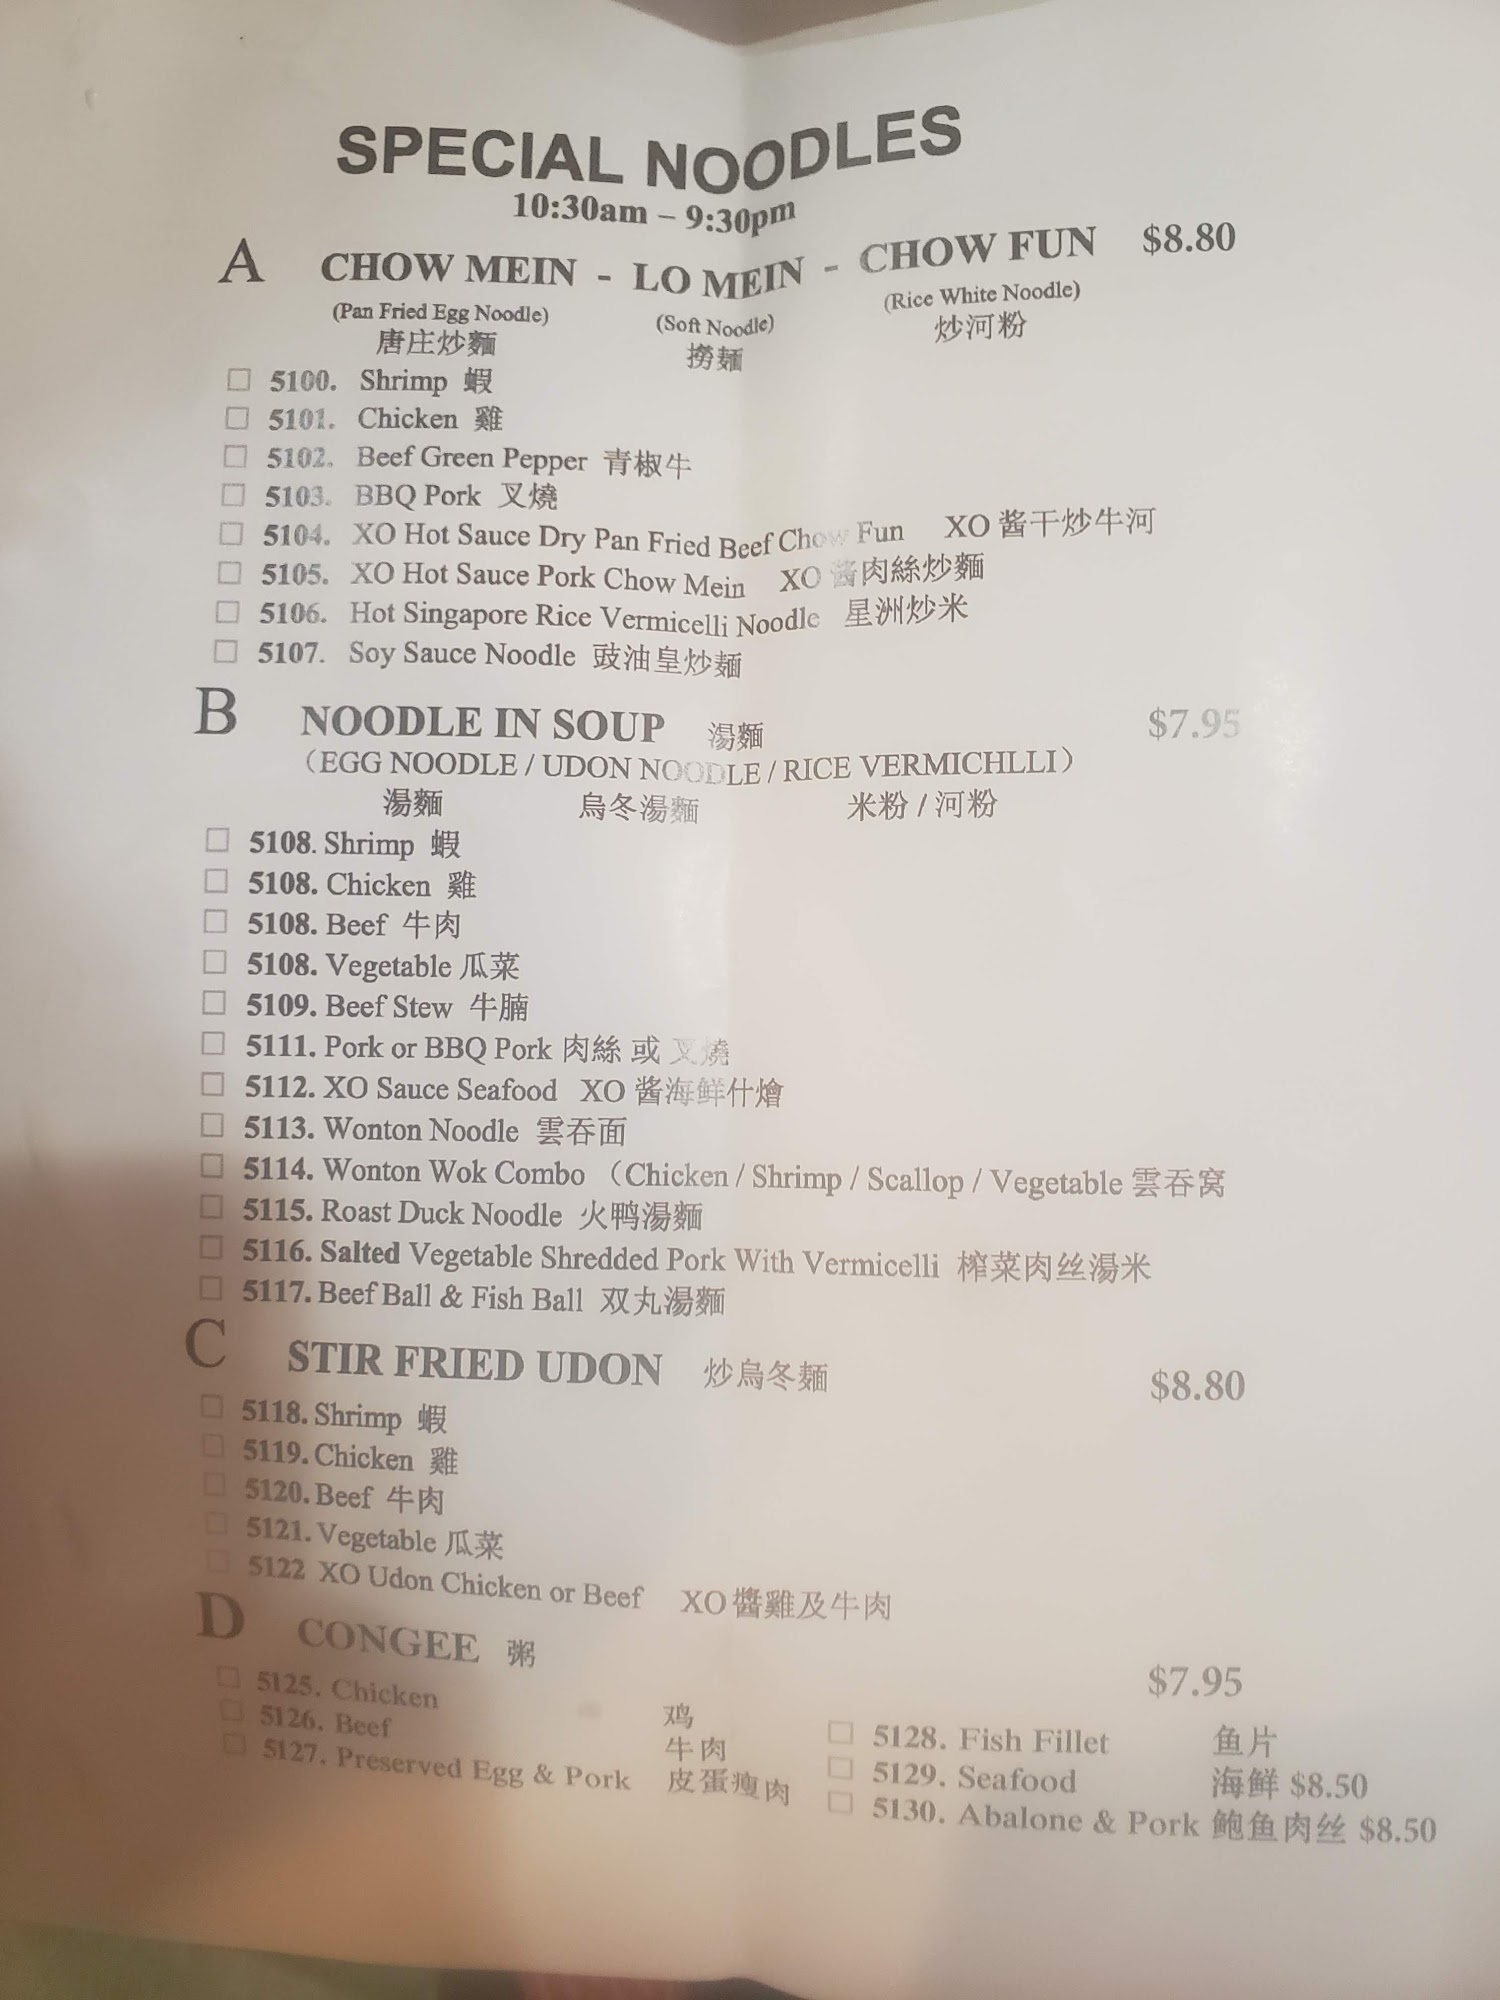 SPECIAL NOODLES
10:30am – 9:30pm
A CHOW MEIN - LO MEIN - CHOW FUN $8.80
(Pan Fried Egg Noodle) (Soft Noodle) (Rice White Noodle)
唐庄炒麵 撈麵 炒河粉
□ 5100. Shrimp 蝦
□ 5101. Chicken 雞
□ 5102. Beef Green Pepper 青椒牛
□ 5103. BBQ Pork 叉燒
□ 5104. XO Hot Sauce Dry Pan Fried Beef Chow Fun XO 酱干炒牛河
□ 5105. XO Hot Sauce Pork Chow Mein XO 酱肉絲炒麵
□ 5106. Hot Singapore Rice Vermicelli Noodle 星洲炒米
□ 5107. Soy Sauce Noodle 豉油皇炒麵
B NOODLE IN SOUP 湯麵 $7.95
（EGG NOODLE / UDON NOODLE / RICE VERMICHLLI）
湯麵 烏冬湯麵 米粉 / 河粉
□ 5108. Shrimp 蝦
□ 5108. Chicken 雞
□ 5108. Beef 牛肉
□ 5108. Vegetable 瓜菜
□ 5109. Beef Stew 牛腩
□ 5111. Pork or BBQ Pork 肉絲 或 叉燒
□ 5112. XO Sauce Seafood XO 酱海鲜什燴
□ 5113. Wonton Noodle 雲吞面
□ 5114. Wonton Wok Combo （Chicken / Shrimp / Scallop / Vegetable 雲吞窝
□ 5115. Roast Duck Noodle 火鸭湯麵
□ 5116. Salted Vegetable Shredded Pork With Vermicelli 榨菜肉丝湯米
□ 5117. Beef Ball & Fish Ball 双丸湯麵
C STIR FRIED UDON 炒烏冬麵 $8.80
□ 5118. Shrimp 蝦
□ 5119. Chicken 雞
□ 5120. Beef 牛肉
□ 5121. Vegetable 瓜菜
□ 5122 XO Udon Chicken or Beef XO 醬雞及牛肉
D CONGEE 粥 $7.95
□ 5125. Chicken 鸡
□ 5126. Beef 牛肉
□ 5127. Preserved Egg & Pork 皮蛋瘦肉
□ 5128. Fish Fillet 鱼片
□ 5129. Seafood 海鲜 $8.50
□ 5130. Abalone & Pork 鲍鱼肉丝 $8.50